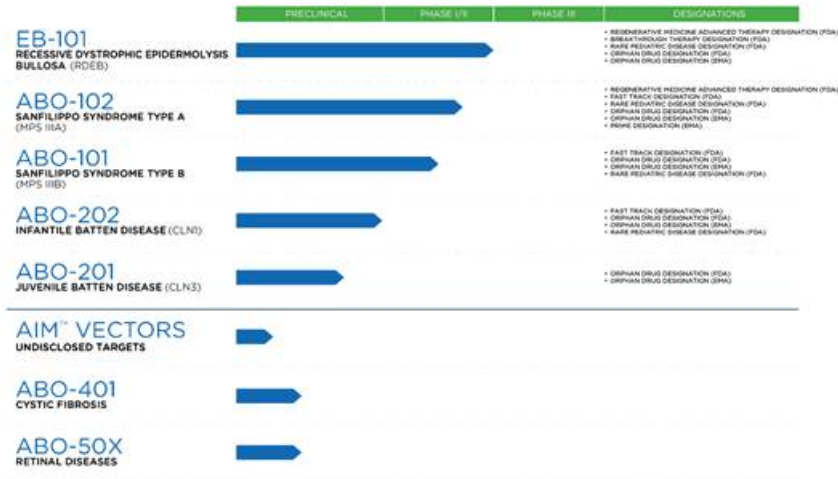 PRECLINICAL PHASE I/II PHASE III DESIGNATIONS
EB-101
RECESSIVE DYSTROPHIC EPIDERMOLYSIS
BULLOSA (RDEB)
• REGENERATIVE MEDICINE ADVANCED THERAPY DESIGNATION (FDA)
• BREAKTHROUGH THERAPY DESIGNATION (FDA)
• RARE PEDIATRIC DISEASE DESIGNATION (FDA)
• ORPHAN DRUG DESIGNATION (FDA)
• ORPHAN DRUG DESIGNATION (EMA)
ABO-102
SANFILIPPO SYNDROME TYPE A
(MPS IIIA)
• REGENERATIVE MEDICINE ADVANCED THERAPY DESIGNATION (FDA)
• FAST TRACK DESIGNATION (FDA)
• RARE PEDIATRIC DISEASE DESIGNATION (FDA)
• ORPHAN DRUG DESIGNATION (FDA)
• ORPHAN DRUG DESIGNATION (EMA)
• PRIME DESIGNATION (EMA)
ABO-101
SANFILIPPO SYNDROME TYPE B
(MPS IIIB)
• FAST TRACK DESIGNATION (FDA)
• ORPHAN DRUG DESIGNATION (FDA)
• ORPHAN DRUG DESIGNATION (EMA)
• RARE PEDIATRIC DISEASE DESIGNATION (FDA)
ABO-202
INFANTILE BATTEN DISEASE (CLN1)
• FAST TRACK DESIGNATION (FDA)
• ORPHAN DRUG DESIGNATION (FDA)
• ORPHAN DRUG DESIGNATION (EMA)
• RARE PEDIATRIC DISEASE DESIGNATION (FDA)
ABO-201
JUVENILE BATTEN DISEASE (CLN3)
• ORPHAN DRUG DESIGNATION (FDA)
• ORPHAN DRUG DESIGNATION (EMA)
AIM™ VECTORS
UNDISCLOSED TARGETS
ABO-401
CYSTIC FIBROSIS
ABO-50X
RETINAL DISEASES